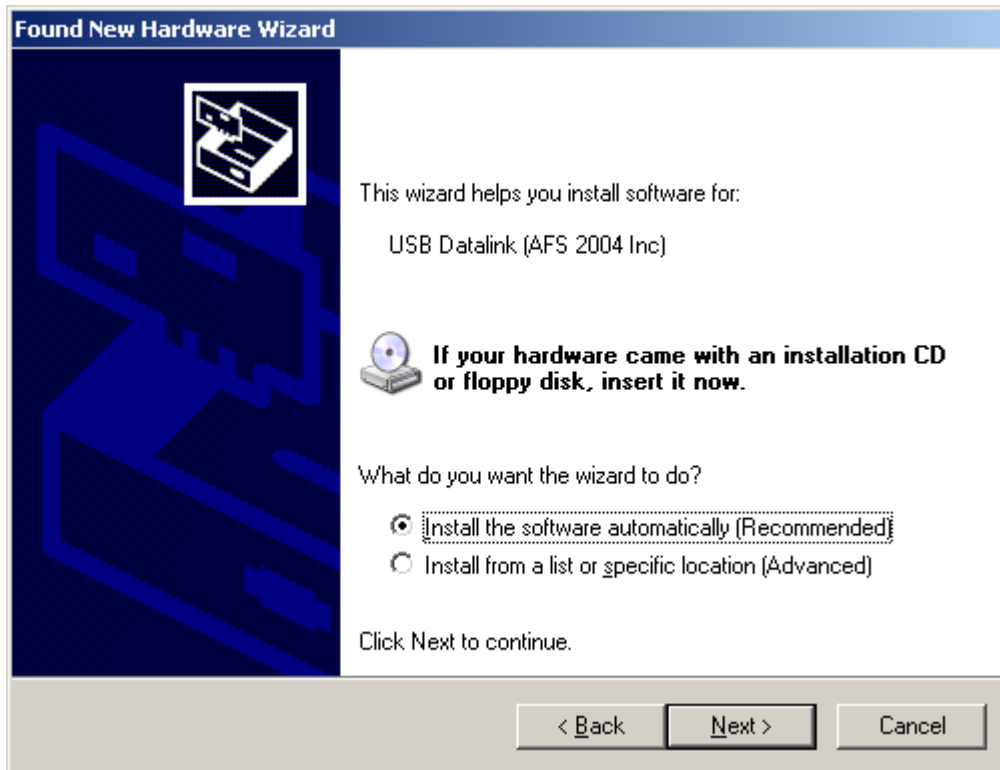 Found New Hardware Wizard
This wizard helps you install software for:
USB Datalink (AFS 2004 Inc)
If your hardware came with an installation CD
or floppy disk, insert it now.
What do you want the wizard to do?
Install the software automatically (Recommended)
Install from a list or specific location (Advanced)
Click Next to continue.
< Back Next > Cancel